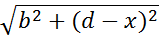 √(b² + (d − x)²)